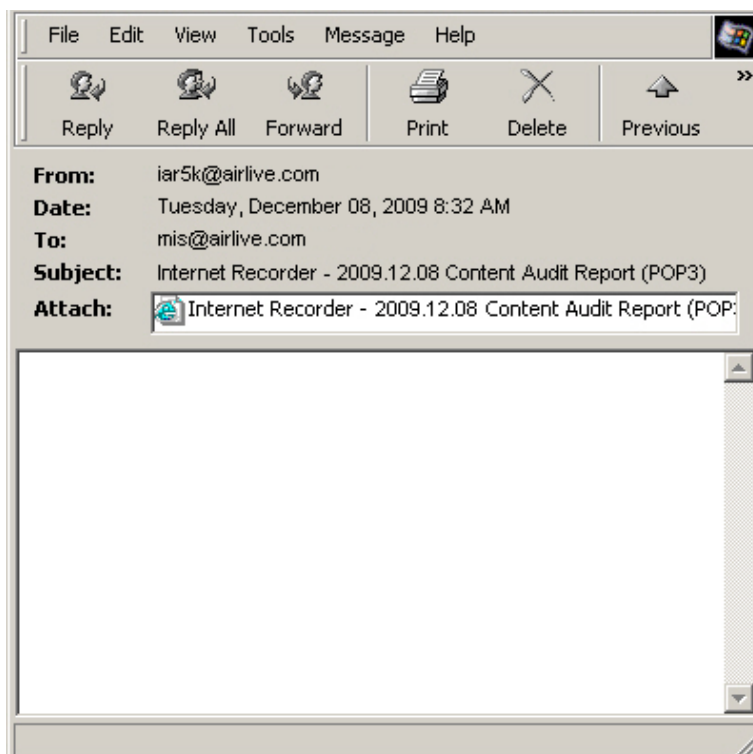 File Edit View Tools Message Help
»
Reply Reply All Forward Print Delete Previous
From: iar5k@airlive.com
Date: Tuesday, December 08, 2009 8:32 AM
To: mis@airlive.com
Subject: Internet Recorder - 2009.12.08 Content Audit Report (POP3)
Attach: Internet Recorder - 2009.12.08 Content Audit Report (POP